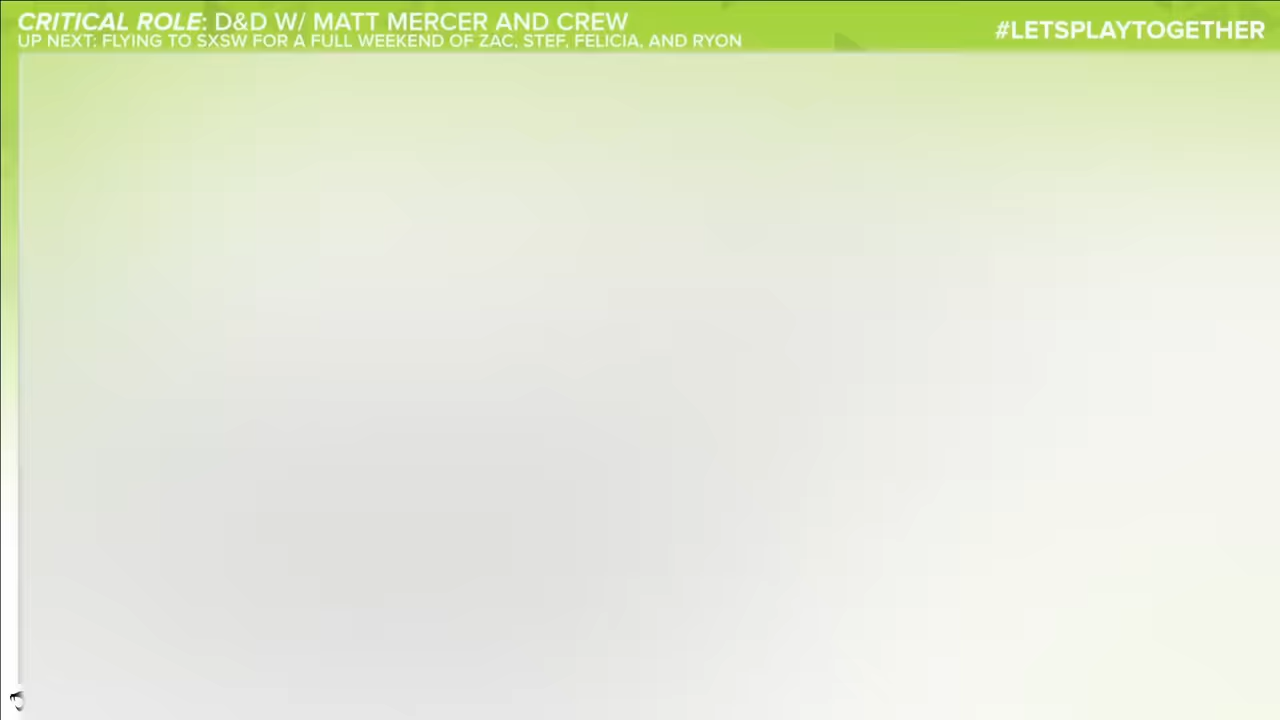 CRITICAL ROLE: D&D W/ MATT MERCER AND CREW
UP NEXT: FLYING TO SXSW FOR A FULL WEEKEND OF ZAC, STEF, FELICIA, AND RYON
#LETSPLAYTOGETHER